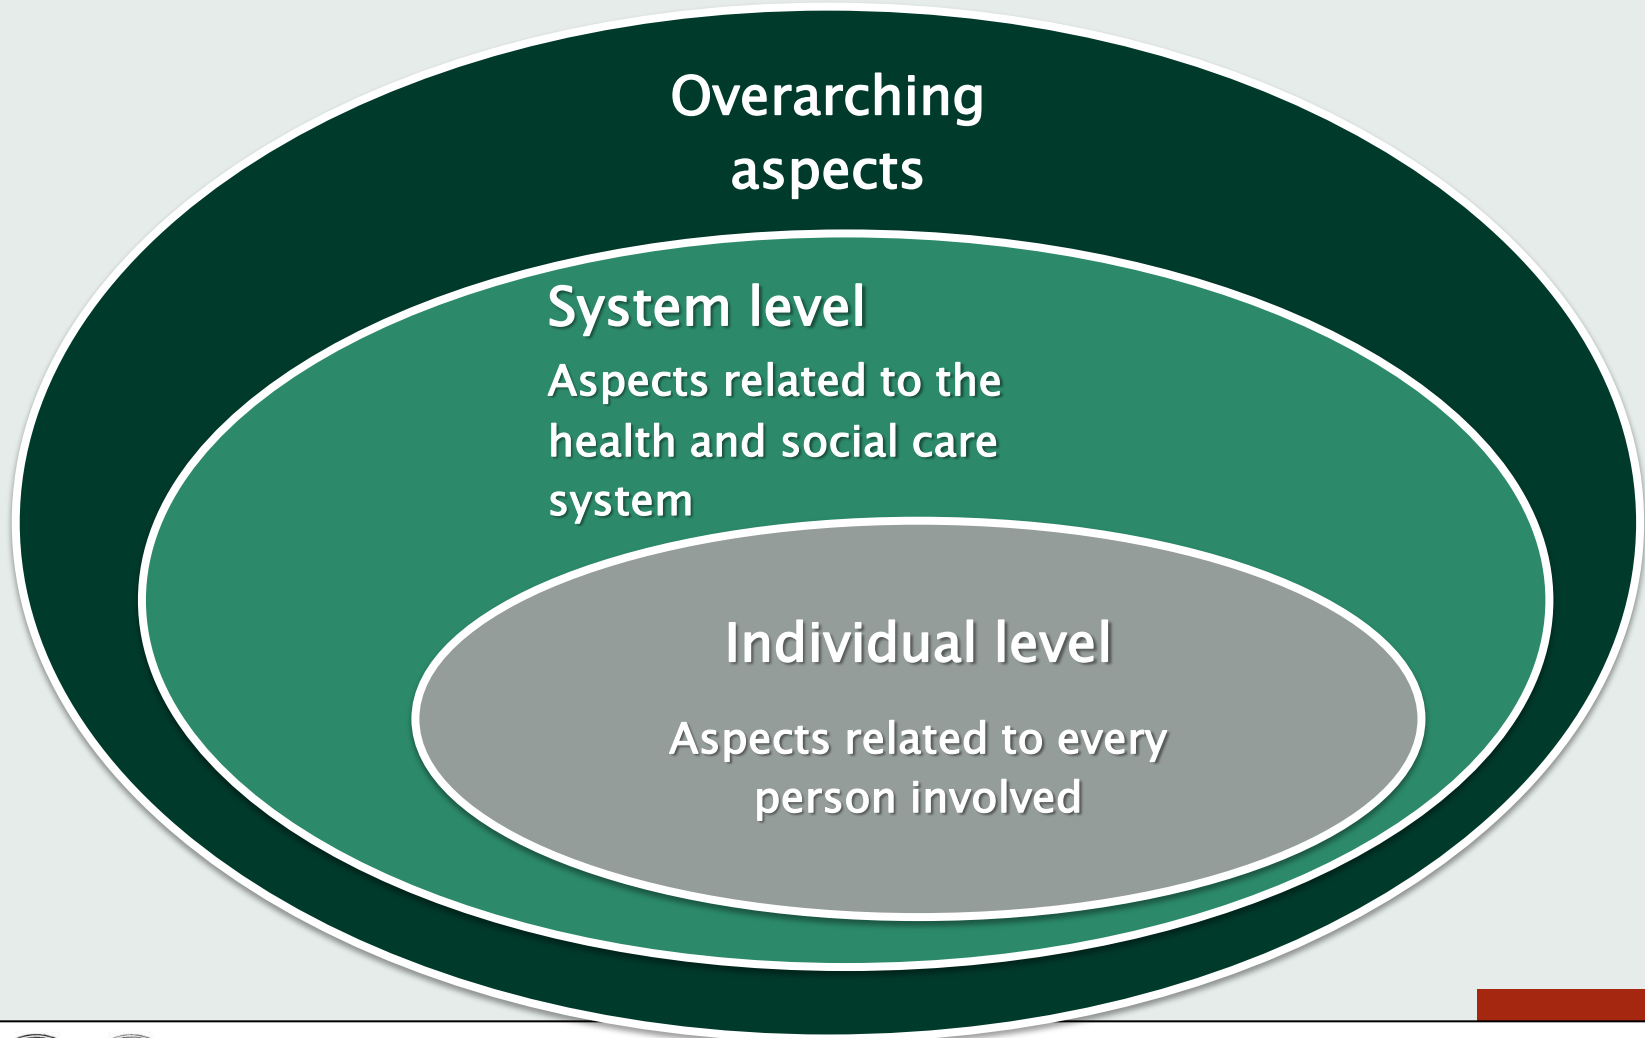 Overarching
aspects
System level
Aspects related to the
health and social care
system
Individual level
Aspects related to every
person involved